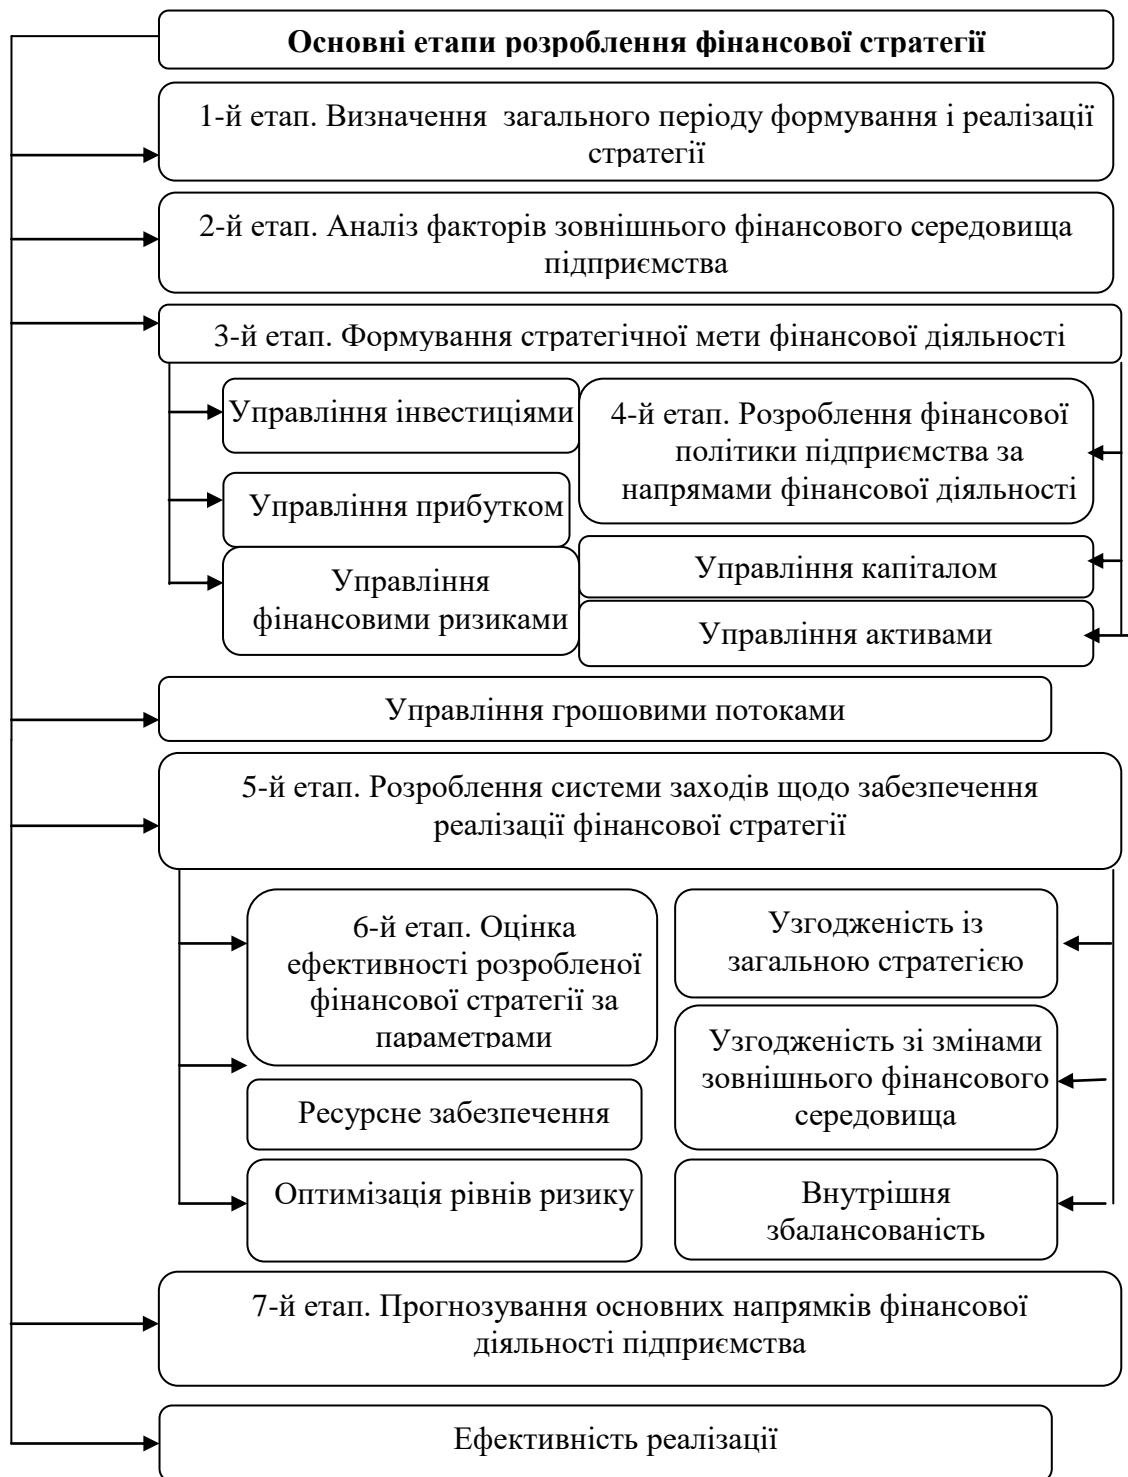 Основні етапи розроблення фінансової стратегії
1-й етап. Визначення загального періоду формування і реалізації
стратегії
2-й етап. Аналіз факторів зовнішнього фінансового середовища
підприємства
3-й етап. Формування стратегічної мети фінансової діяльності
Управління інвестиціями
4-й етап. Розроблення фінансової
політики підприємства за
напрямами фінансової діяльності
Управління прибутком
Управління
фінансовими ризиками
Управління капіталом
Управління активами
Управління грошовими потоками
5-й етап. Розроблення системи заходів щодо забезпечення
реалізації фінансової стратегії
6-й етап. Оцінка
ефективності розробленої
фінансової стратегії за
параметрами
Узгодженість із
загальною стратегією
Узгодженість зі змінами
зовнішнього фінансового
середовища
Ресурсне забезпечення
Оптимізація рівнів ризику
Внутрішня
збалансованість
7-й етап. Прогнозування основних напрямків фінансової
діяльності підприємства
Ефективність реалізації